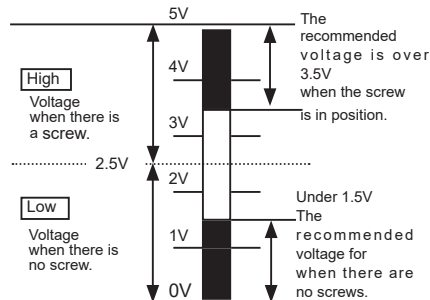 5V
4V
3V
2.5V
2V
1V
0V
High
Voltage
when there is
a screw.
Low
Voltage
when there is
no screw.
The
recommended
voltage is over
3.5V
when the screw
is in position.
Under 1.5V
The
recommended
voltage for
when there are
no screws.